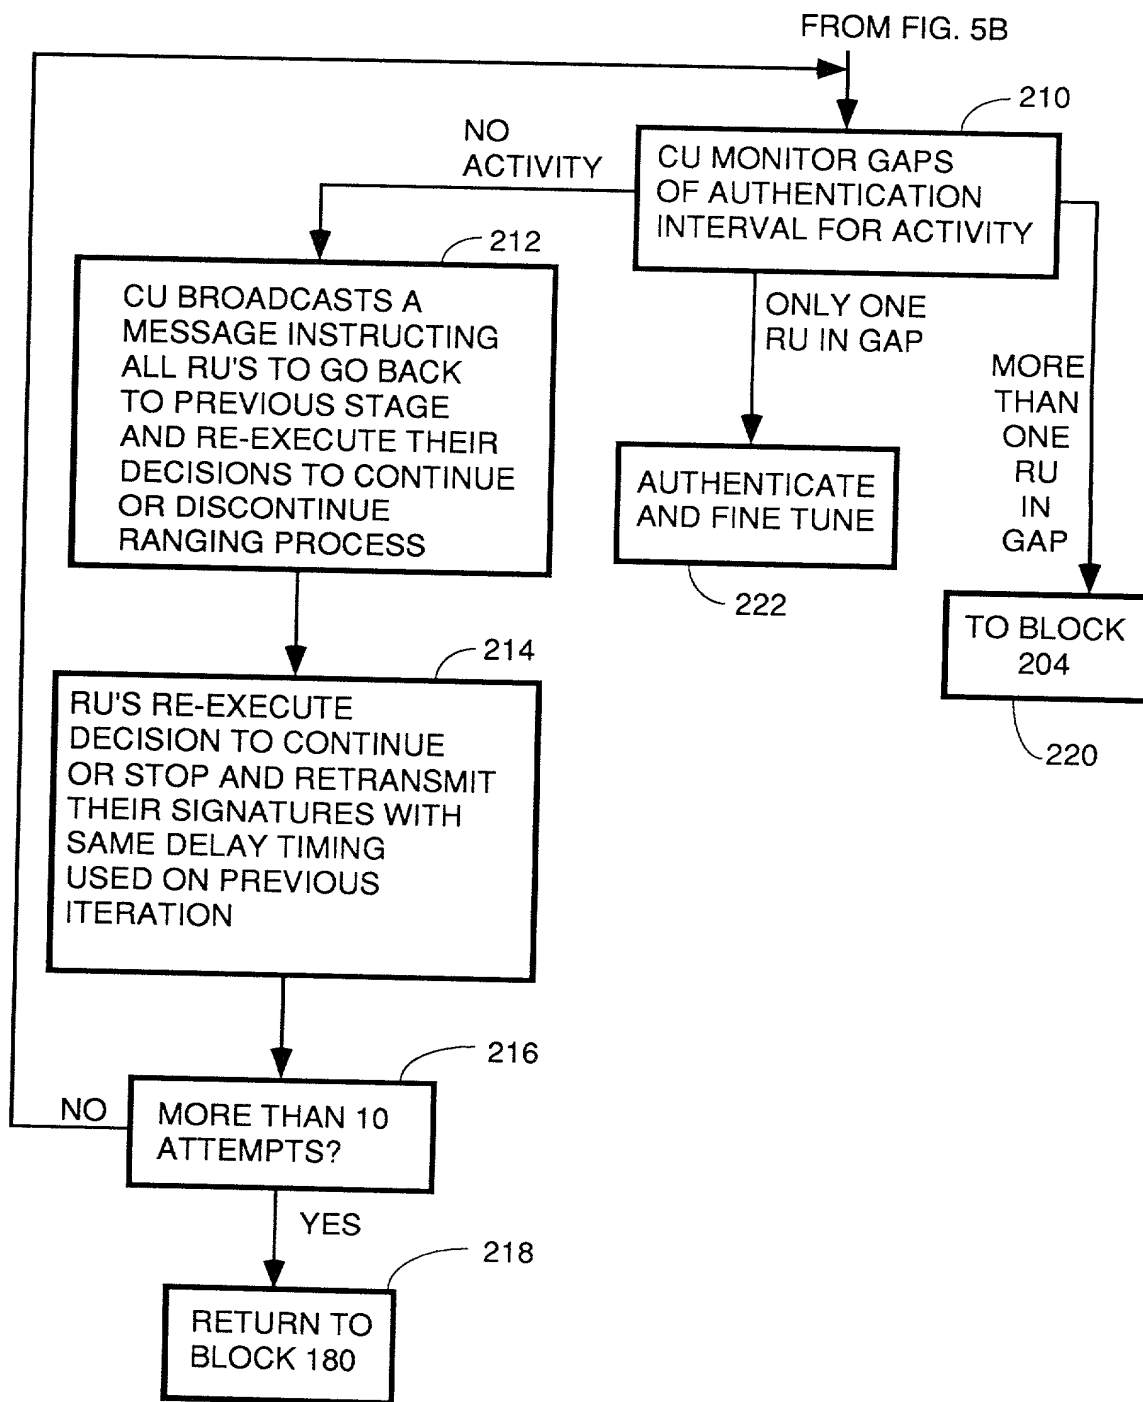 FROM FIG. 5B
210
NO
ACTIVITY
CU MONITOR GAPS
OF AUTHENTICATION
INTERVAL FOR ACTIVITY
212
CU BROADCASTS A
MESSAGE INSTRUCTING
ALL RU'S TO GO BACK
TO PREVIOUS STAGE
AND RE-EXECUTE THEIR
DECISIONS TO CONTINUE
OR DISCONTINUE
RANGING PROCESS
ONLY ONE
RU IN GAP
MORE
THAN
ONE
RU
IN
GAP
AUTHENTICATE
AND FINE TUNE
222
TO BLOCK
204
220
214
RU'S RE-EXECUTE
DECISION TO CONTINUE
OR STOP AND RETRANSMIT
THEIR SIGNATURES WITH
SAME DELAY TIMING
USED ON PREVIOUS
ITERATION
216
NO
MORE THAN 10
ATTEMPTS?
YES
218
RETURN TO
BLOCK 180